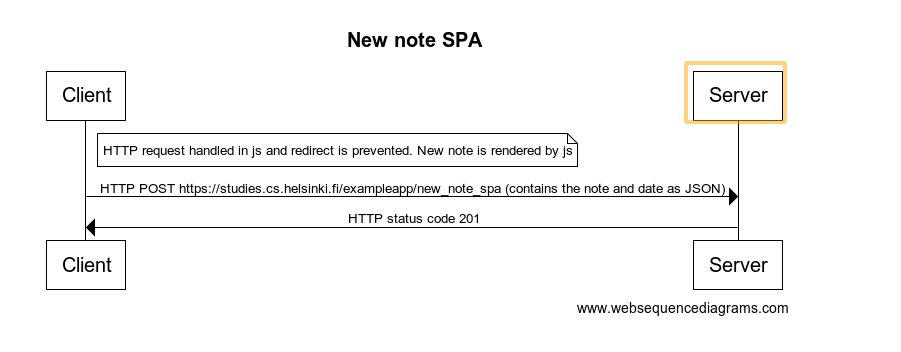 New note SPA
Client
Server
HTTP request handled in js and redirect is prevented. New note is rendered by js
HTTP POST https://studies.cs.helsinki.fi/exampleapp/new_note_spa (contains the note and date as JSON)
HTTP status code 201
Client
Server
www.websequencediagrams.com